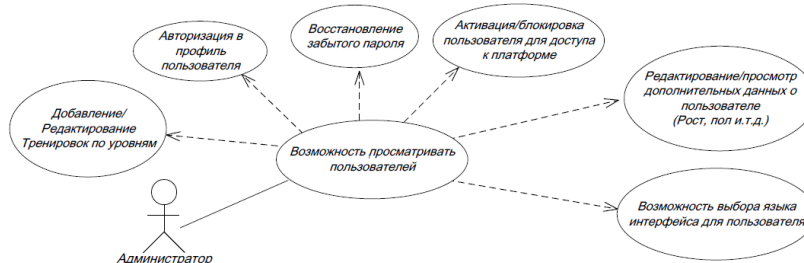 Авторизация в
профиль
пользователя
Восстановление
забытого пароля
Активация/блокировка
пользователя для доступа
к платформе
Редактирование/просмотр
дополнительных данных о
пользователе
(Рост, пол и.т.д.)
Добавление/
Редактирование
Тренировок по уровням
Возможность просматривать
пользователей
Возможность выбора языка
интерфейса для пользователя
Администратор